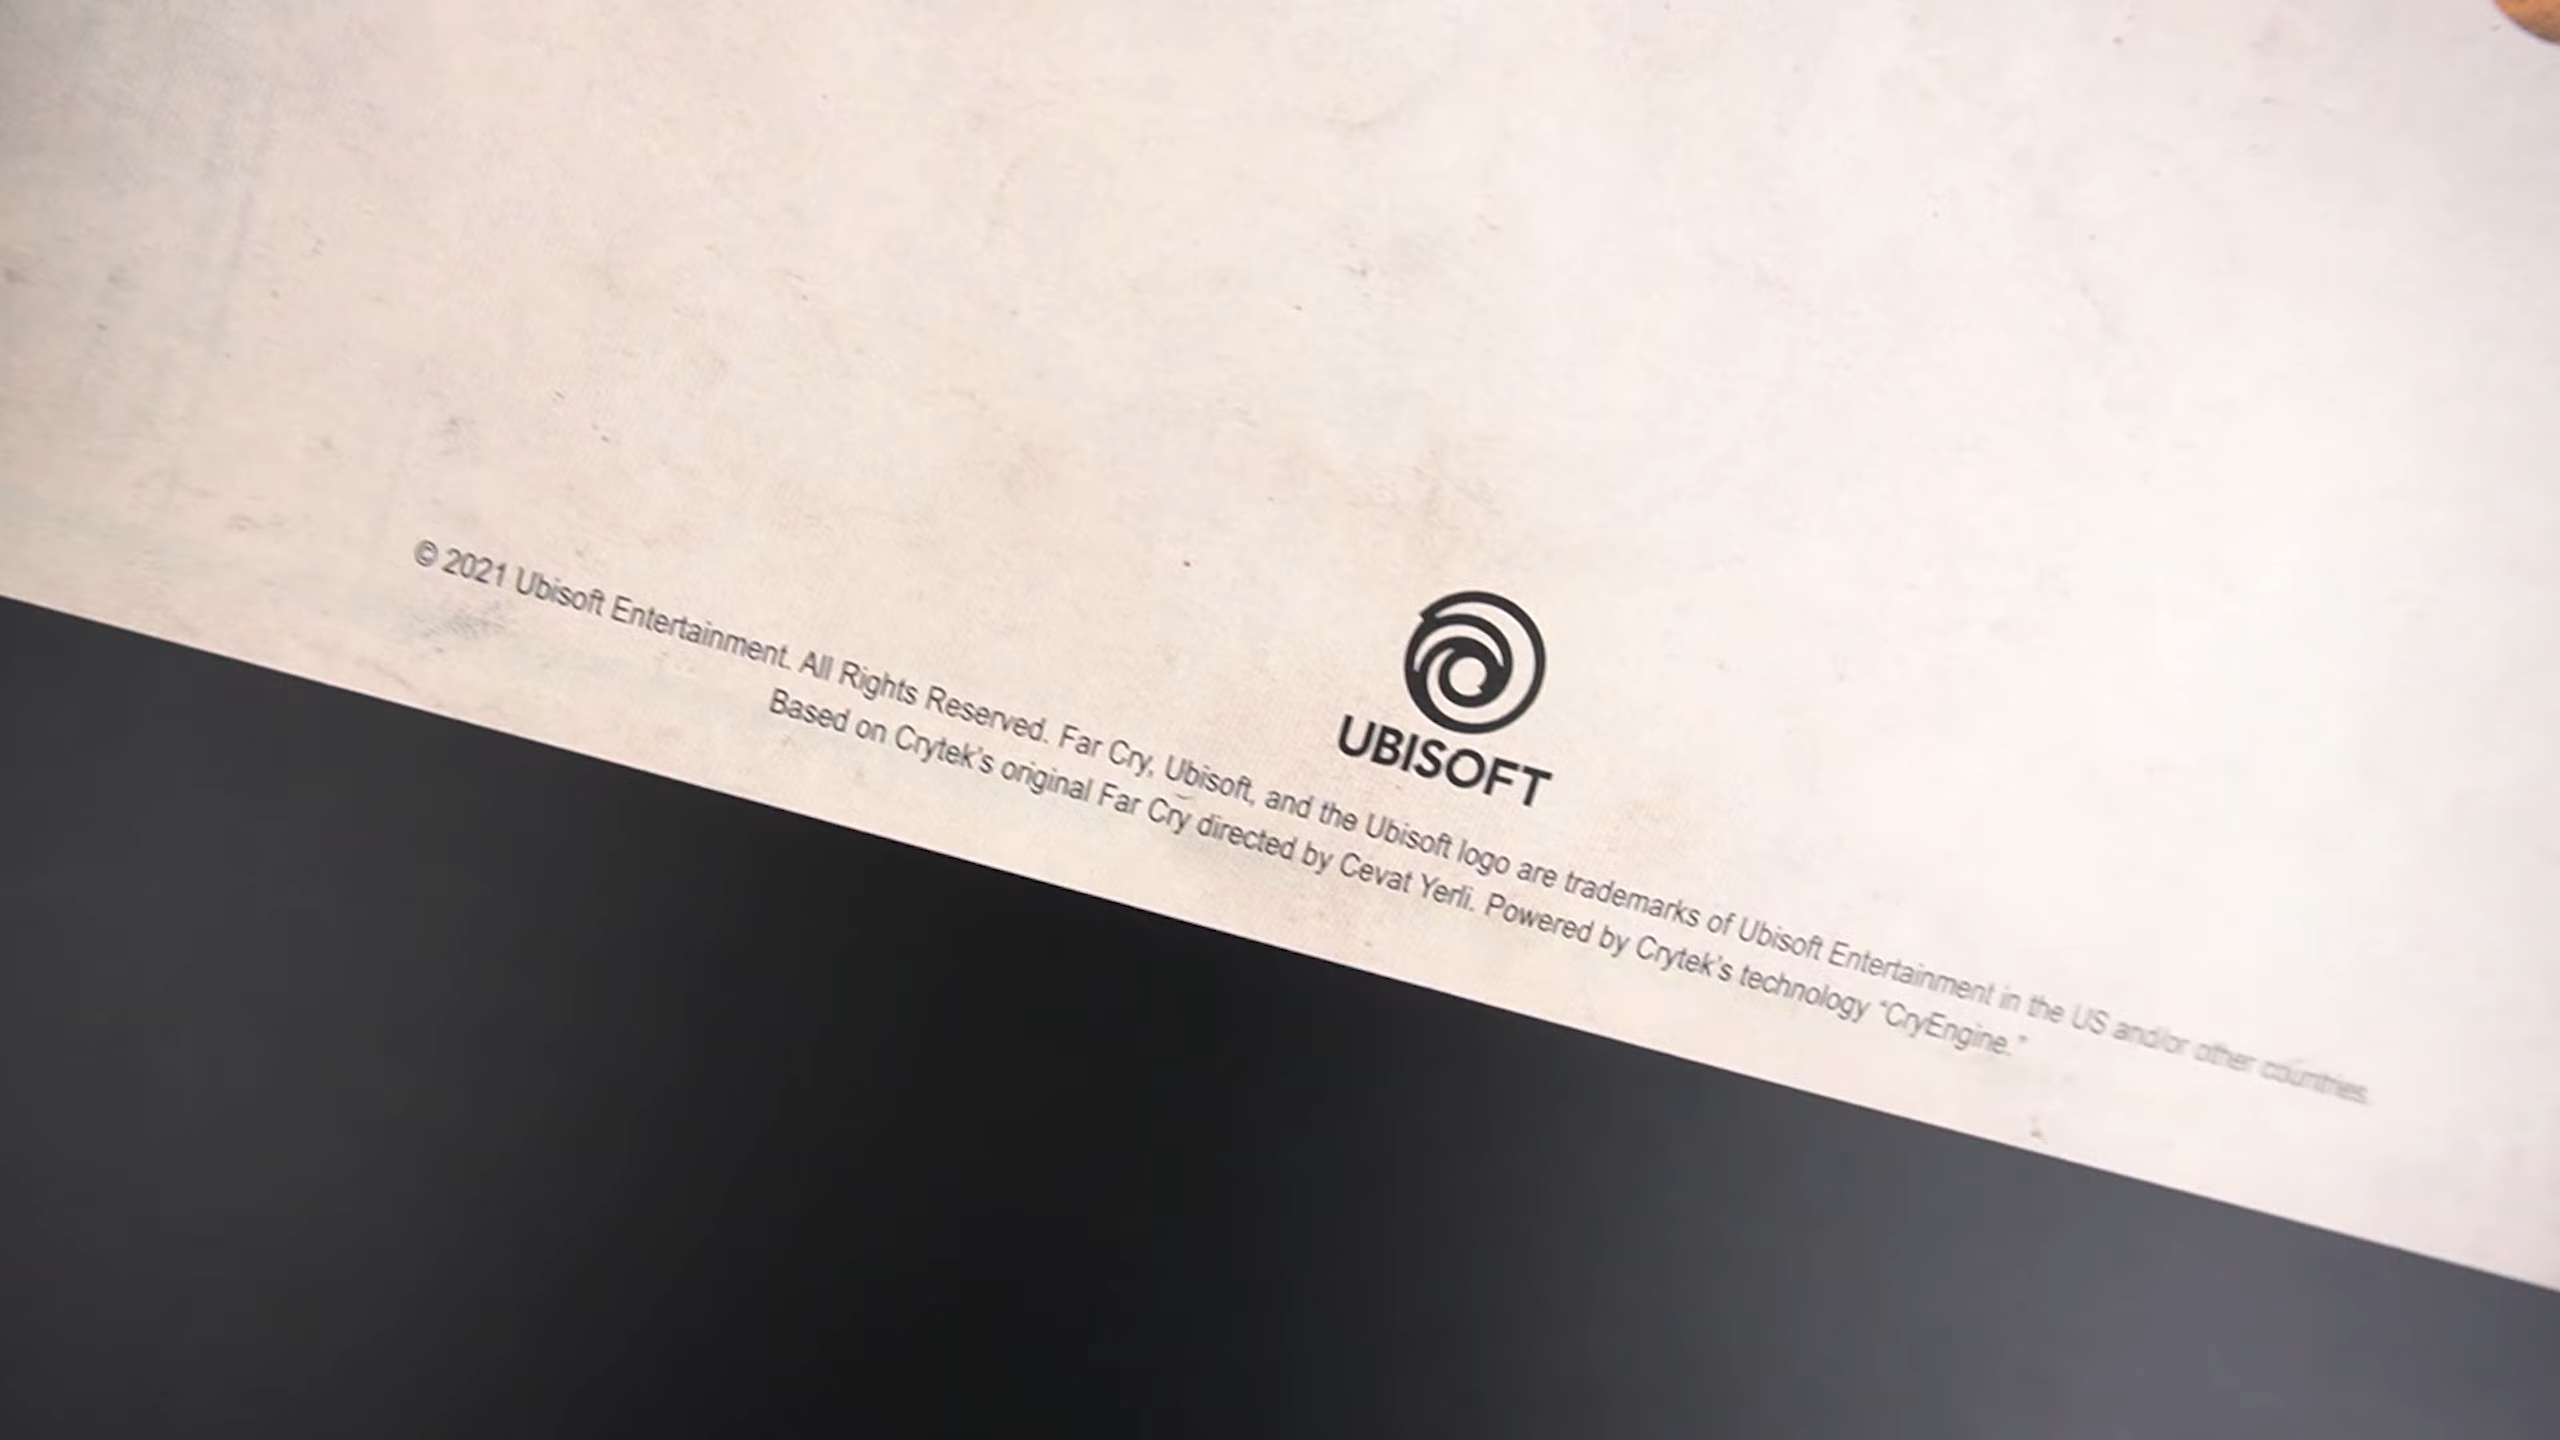 UBISOFT
© 2021 Ubisoft Entertainment. All Rights Reserved. Far Cry, Ubisoft, and the Ubisoft logo are trademarks of Ubisoft Entertainment in the US and/or other countries.
Based on Crytek's original Far Cry directed by Cevat Yerli. Powered by Crytek's technology “CryEngine.”